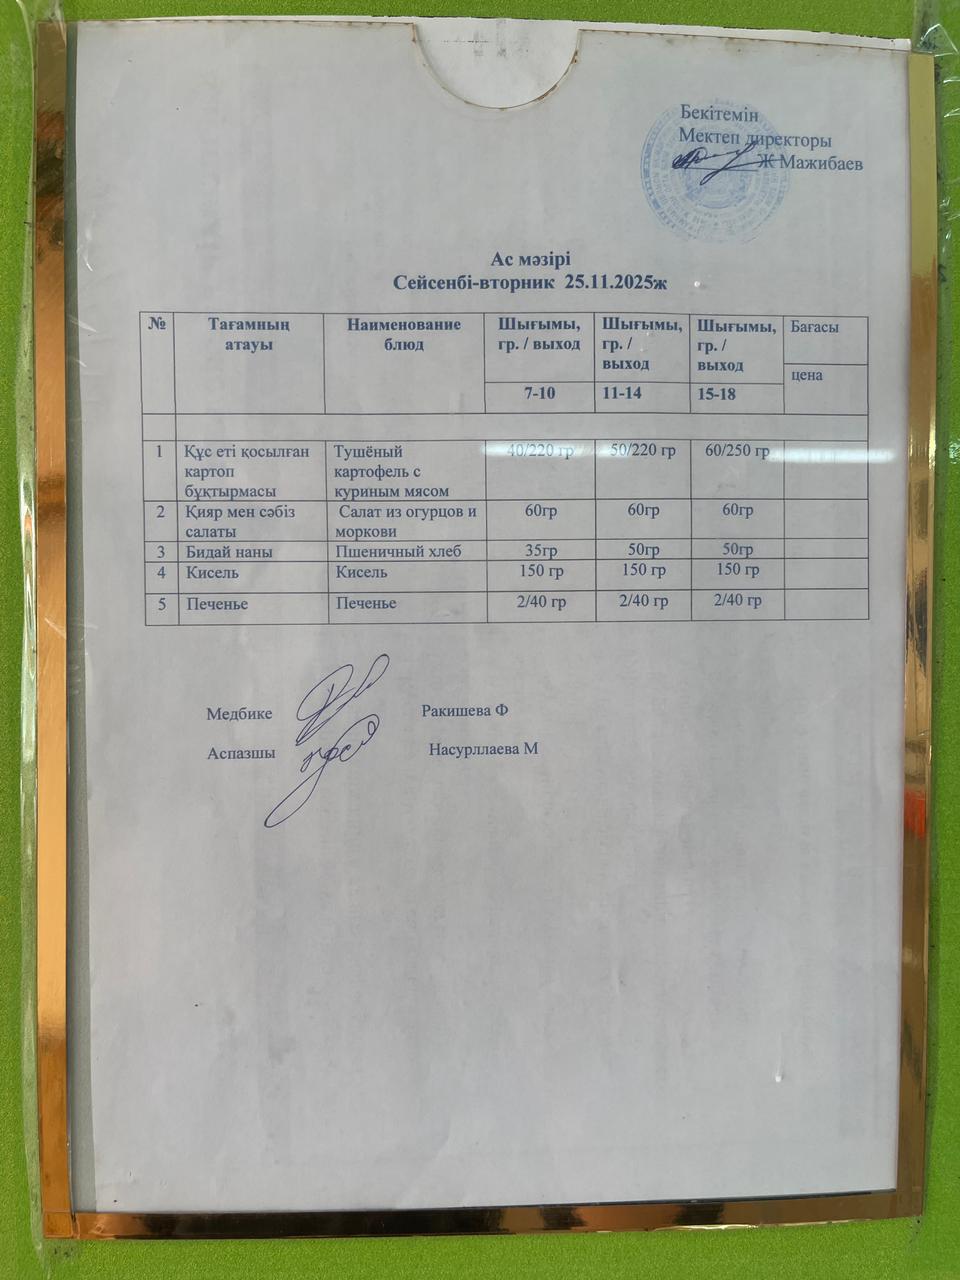 Бекітемін
Мектеп директоры
Ж Мажибаев
Ас мәзірі
Сейсенбі-вторник 25.11.2025ж
№ Тағамның атауы Наименование блюд Шығымы, гр. / выход Шығымы, гр. / выход Шығымы, гр. / выход Бағасы
7-10 11-14 15-18 цена
1 Құс еті қосылған картоп бұқтырмасы Тушёный картофель с куриным мясом 40/220 гр 50/220 гр 60/250 гр
2 Қияр мен сәбіз салаты Салат из огурцов и моркови 60гр 60гр 60гр
3 Бидай наны Пшеничный хлеб 35гр 50гр 50гр
4 Кисель Кисель 150 гр 150 гр 150 гр
5 Печенье Печенье 2/40 гр 2/40 гр 2/40 гр
Медбике Ракишева Ф
Аспазшы Насурллаева М